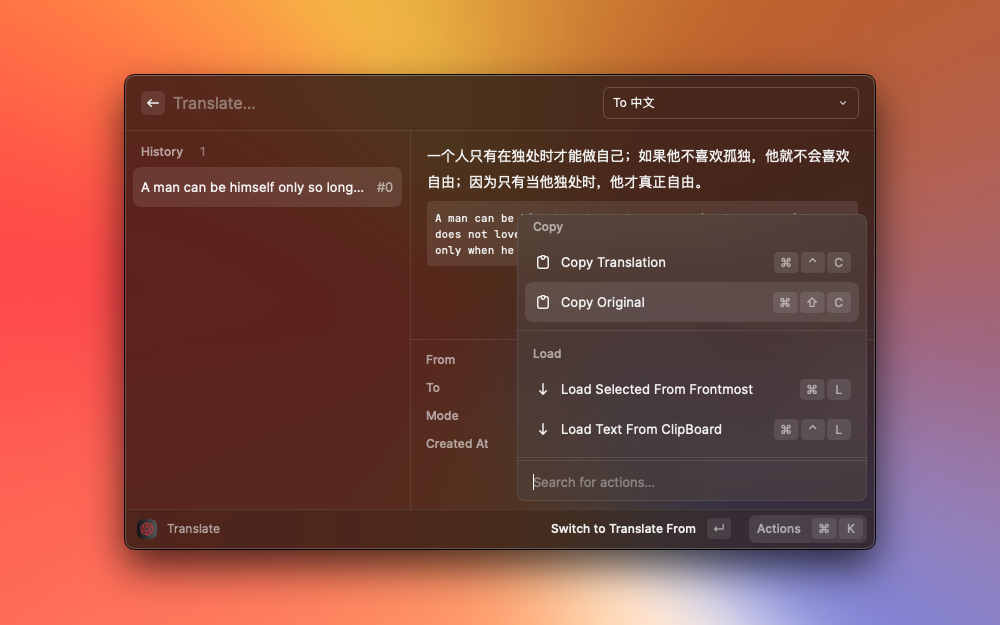 Translate...
To 中文
History 1
A man can be himself only so long... #0
一个人只有在独处时才能做自己；如果他不喜欢孤独，他就不会喜欢
自由；因为只有当他独处时，他才真正自由。
A man can be
does not love
only when he
From
To
Mode
Created At
Copy
Copy Translation ⌘ ^ C
Copy Original ⌘ ⇧ C
Load
Load Selected From Frontmost ⌘ L
Load Text From ClipBoard ⌘ ^ L
Search for actions...
Translate
Switch to Translate From ↵
Actions ⌘ K